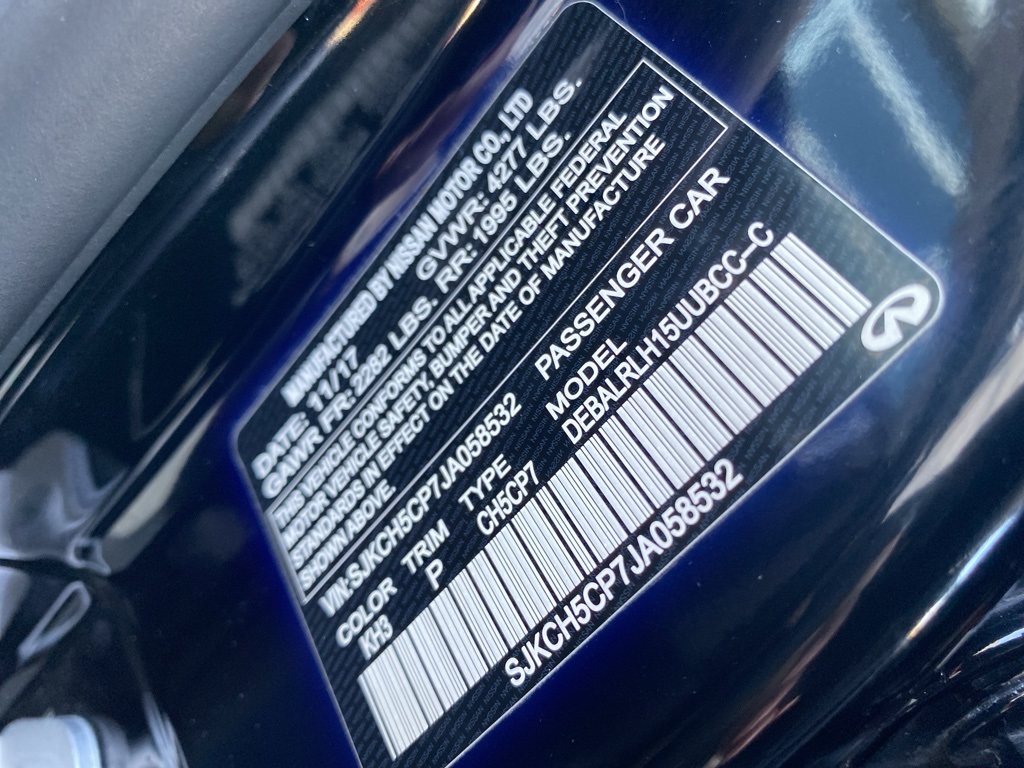 MANUFACTURED BY NISSAN MOTOR CO., LTD
DATE: 11/17 GVWR: 4277 LBS.
GAWR FR: 2282 LBS. RR: 1995 LBS.
THIS VEHICLE CONFORMS TO ALL APPLICABLE FEDERAL
MOTOR VEHICLE SAFETY, BUMPER AND THEFT PREVENTION
STANDARDS IN EFFECT ON THE DATE OF MANUFACTURE
SHOWN ABOVE.
VIN:SJKCH5CP7JA058532 PASSENGER CAR
COLOR TRIM TYPE MODEL
KH3 P CH5CP7 DEBALRLH15UUBCC-C
SJKCH5CP7JA058532